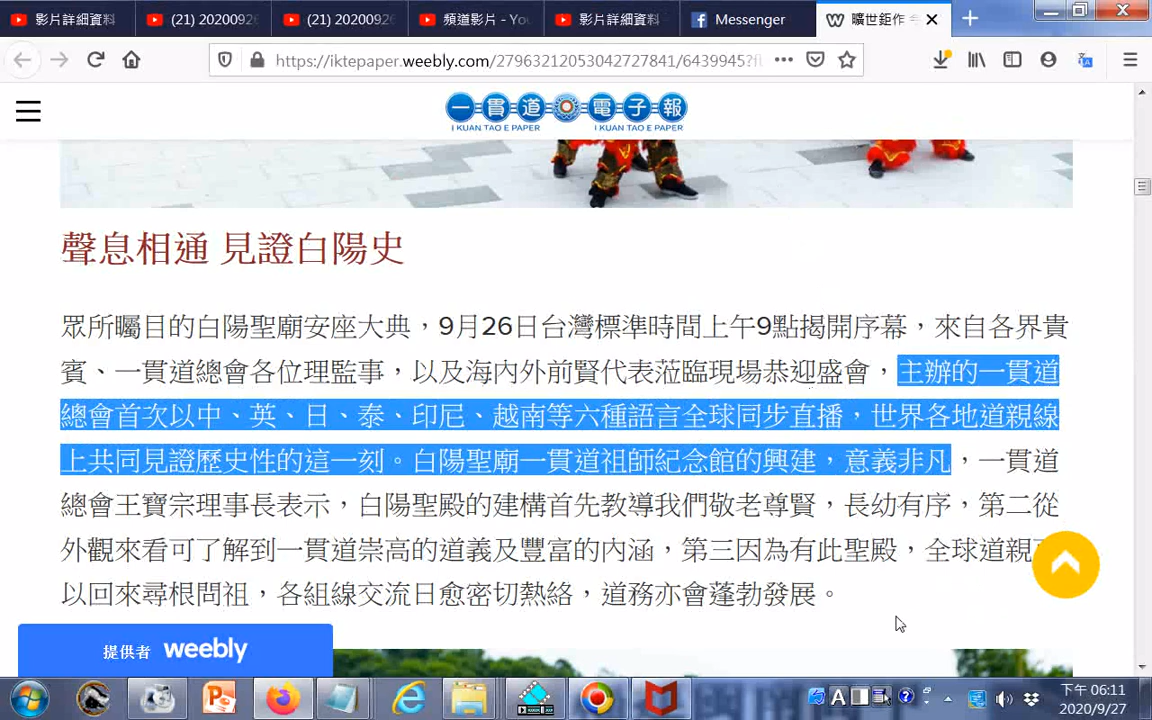 影片詳細資料
(21) 2020092
(21) 2020092
頻道影片 - You
影片詳細資料
Messenger
曠世鉅作
https://iktepaper.weebly.com/27963212053042727841/6439945?f
一貫道電子報
I KUAN TAO E PAPER I KUAN TAO E PAPER
聲息相通 見證白陽史
眾所矚目的白陽聖廟安座大典，9月26日台灣標準時間上午9點揭開序幕，來自各界貴
賓、一貫道總會各位理監事，以及海內外前賢代表蒞臨現場恭迎盛會，主辦的一貫道
總會首次以中、英、日、泰、印尼、越南等六種語言全球同步直播，世界各地道親線
上共同見證歷史性的這一刻。白陽聖廟一貫道祖師紀念館的興建，意義非凡，一貫道
總會王寶宗理事長表示，白陽聖殿的建構首先教導我們敬老尊賢，長幼有序，第二從
外觀來看可了解到一貫道崇高的道義及豐富的內涵，第三因為有此聖殿，全球道親
以回來尋根問祖，各組線交流日愈密切熱絡，道務亦會蓬勃發展。
提供者 weebly
下午 06:11
2020/9/27